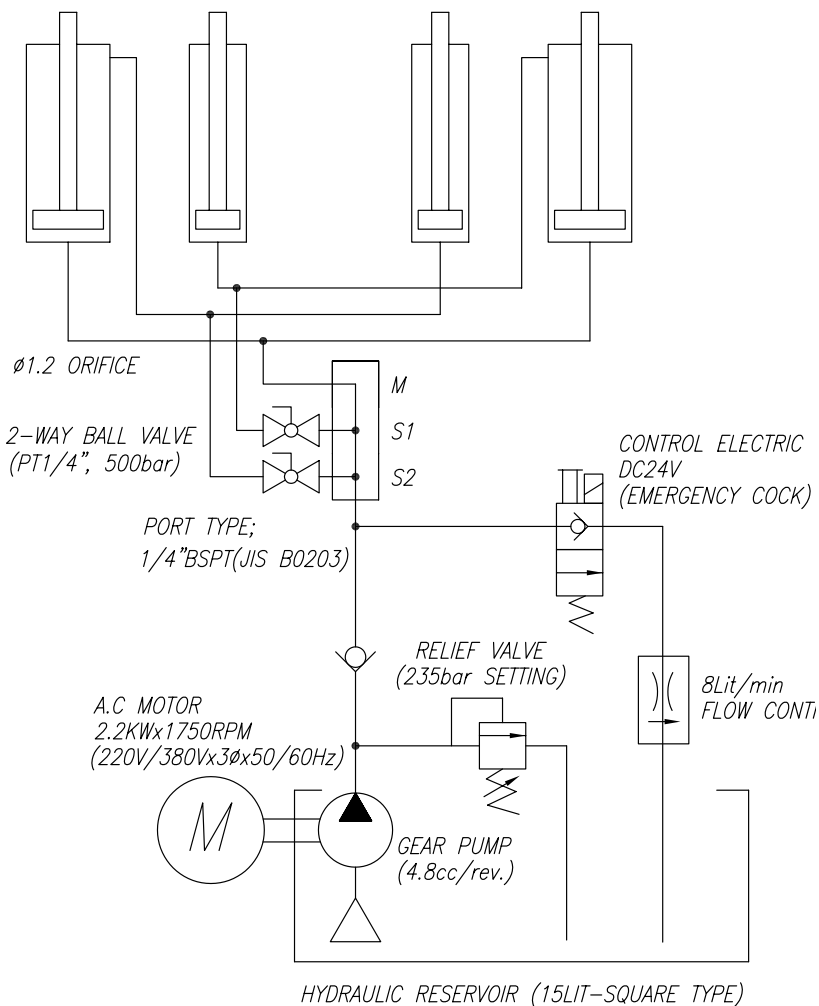 ø1.2 ORIFICE
M
2-WAY BALL VALVE
(PT1/4", 500bar)
S1
S2
CONTROL ELECTRIC
DC24V
(EMERGENCY COCK)
PORT TYPE;
1/4"BSPT(JIS B0203)
RELIEF VALVE
(235bar SETTING)
8Lit/min
FLOW CONT
A.C MOTOR
2.2KWx1750RPM
(220V/380Vx3øx50/60Hz)
M
GEAR PUMP
(4.8cc/rev.)
HYDRAULIC RESERVOIR (15LIT-SQUARE TYPE)